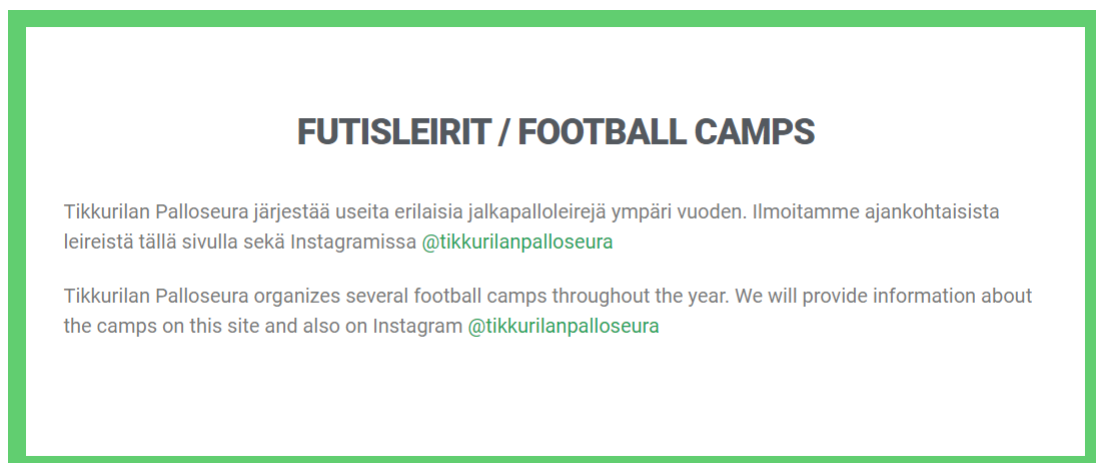 FUTISLEIRIT / FOOTBALL CAMPS
Tikkurilan Palloseura järjestää useita erilaisia jalkapalloleirejä ympäri vuoden. Ilmoitamme ajankohtaisista
leireistä tällä sivulla sekä Instagramissa @tikkurilanpalloseura
Tikkurilan Palloseura organizes several football camps throughout the year. We will provide information about
the camps on this site and also on Instagram @tikkurilanpalloseura